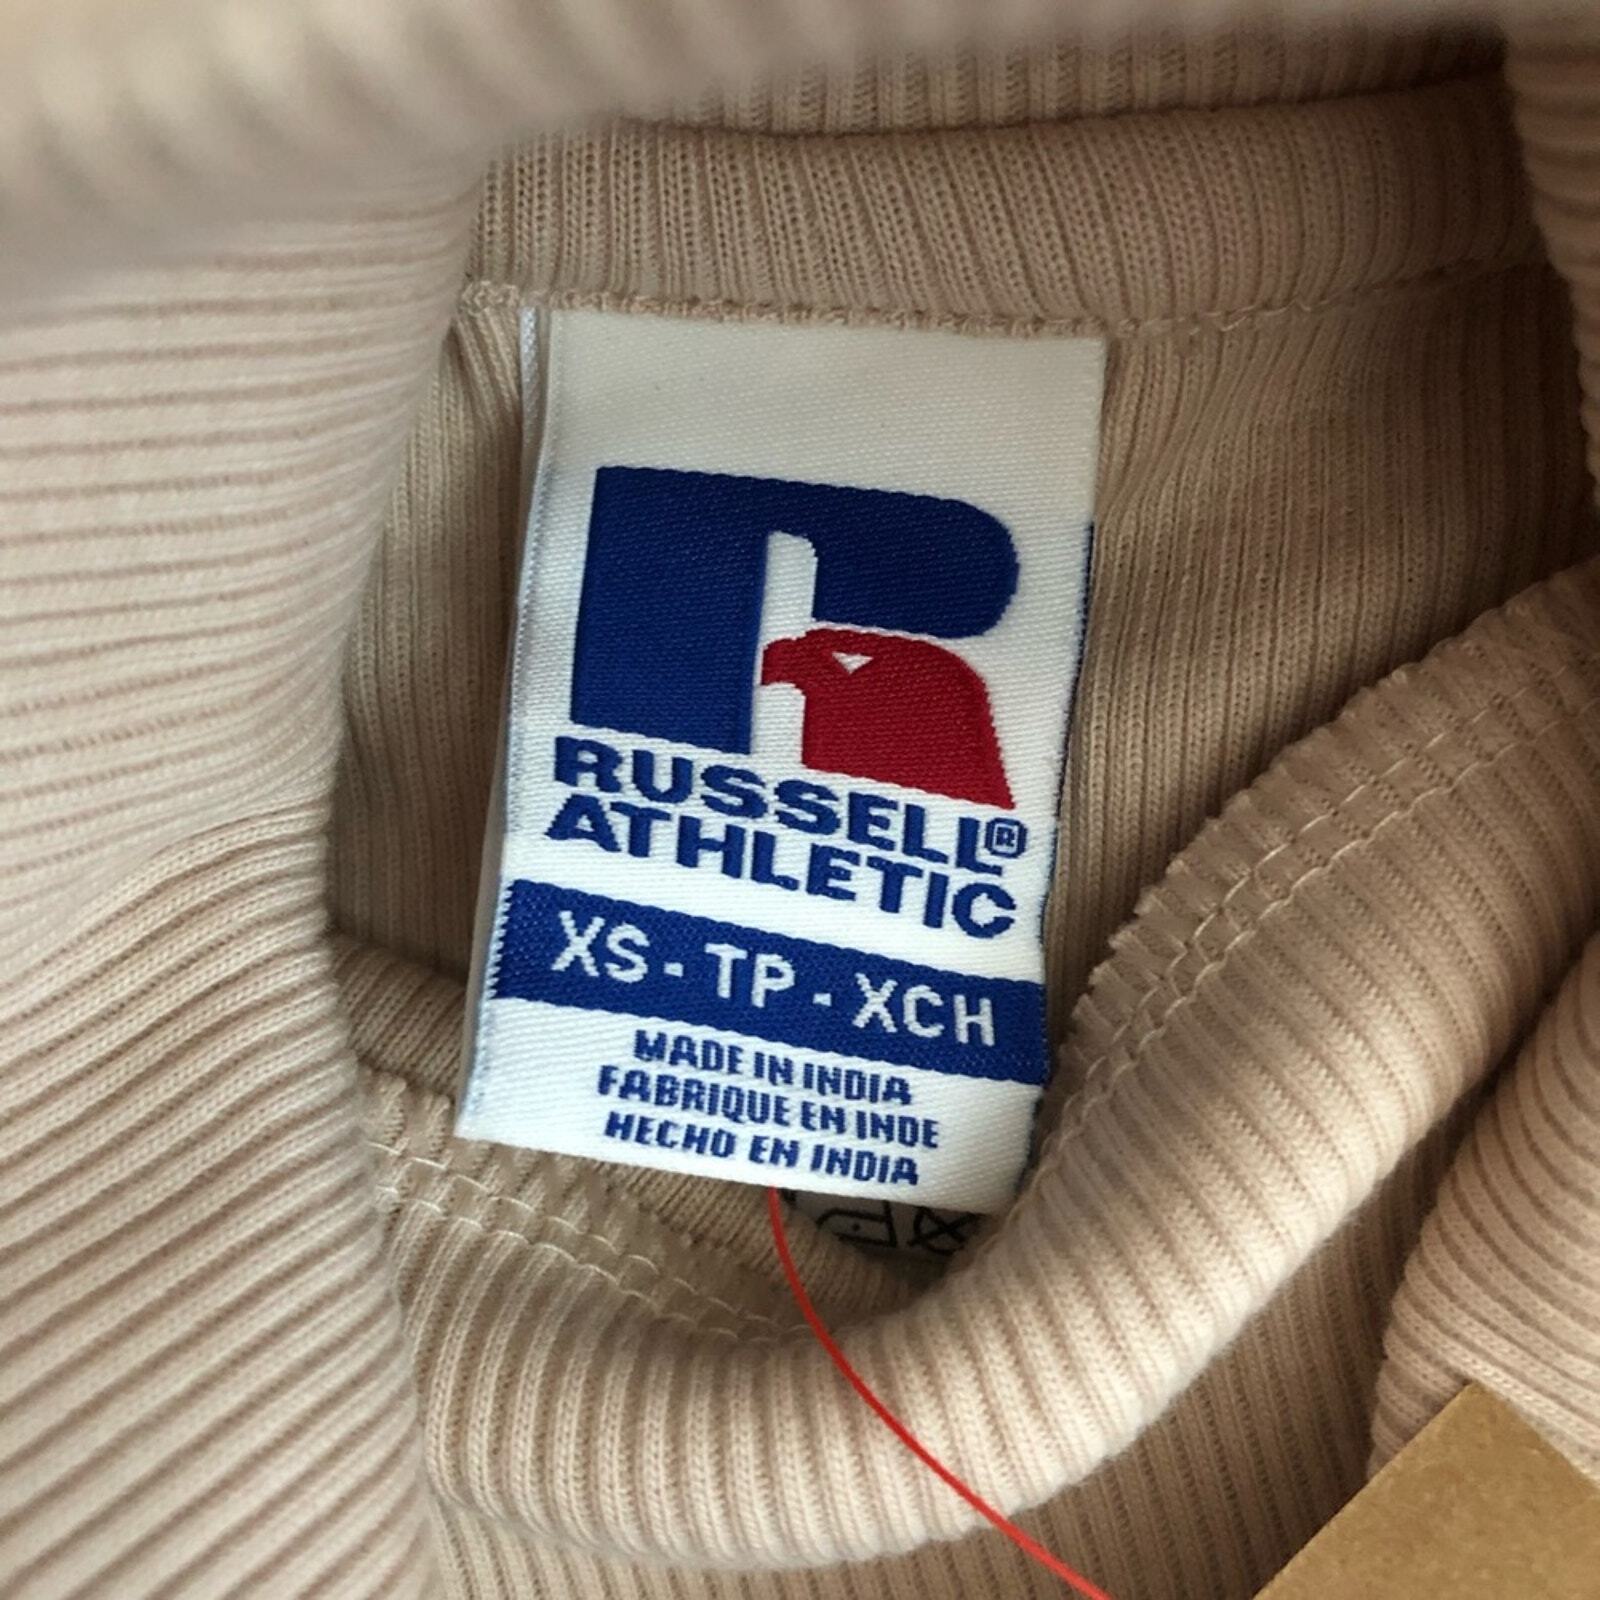 RUSSELL®
ATHLETIC
XS - TP - XCH
MADE IN INDIA
FABRIQUE EN INDE
HECHO EN INDIA